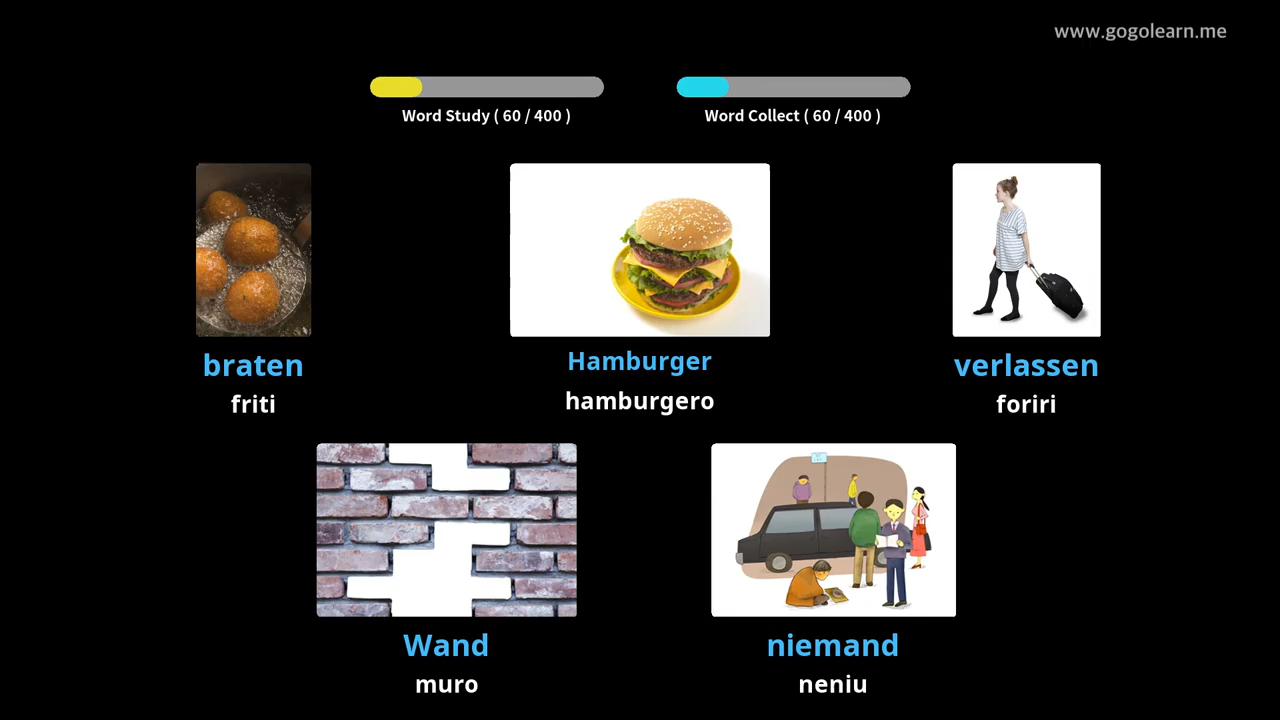 www.gogolearn.me
Word Study ( 60 / 400 )
Word Collect ( 60 / 400 )
braten
friti
Hamburger
hamburgero
verlassen
foriri
Wand
muro
niemand
neniu